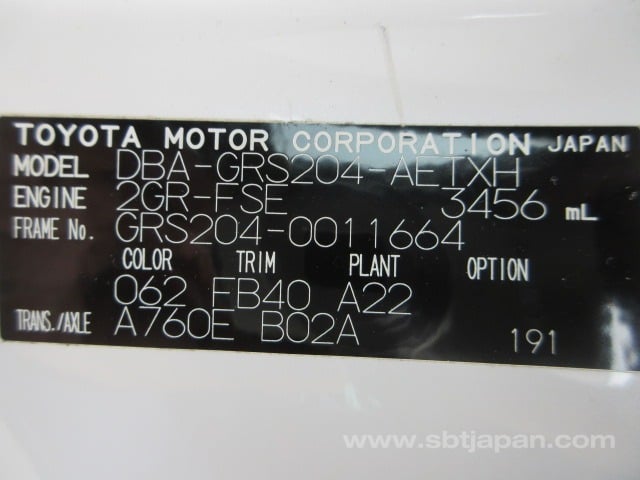 TOYOTA MOTOR CORPORATION JAPAN
MODEL DBA-GRS204-AETXH
ENGINE 2GR-FSE 3456 mL
FRAME No. GRS204-0011664
COLOR TRIM PLANT OPTION
062 FB40 A22
TRANS./AXLE A760E B02A 191
www.sbtjapan.com